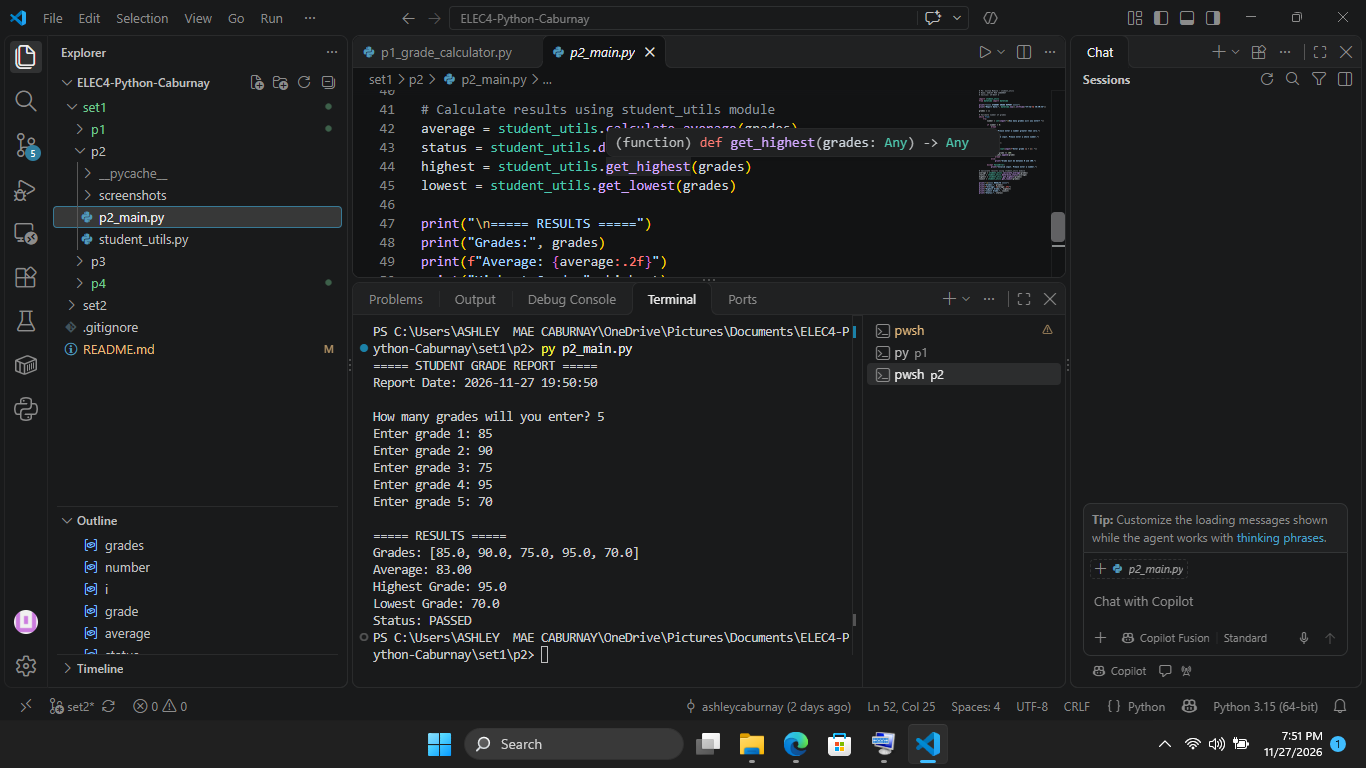 File Edit Selection View Go Run ···
ELEC4-Python-Caburnay
Explorer
ELEC4-Python-Caburnay
set1
p1
p2
__pycache__
screenshots
p2_main.py
student_utils.py
p3
p4
set2
.gitignore
README.md M
Outline
grades
number
i
grade
average
Timeline
p1_grade_calculator.py
p2_main.py
set1 > p2 > p2_main.py > ...
41 # Calculate results using student_utils module
42 average = student_utils.calculate_average(grades)
43 status = student_utils.d
(function) def get_highest(grades: Any) -> Any
44 highest = student_utils.get_highest(grades)
45 lowest = student_utils.get_lowest(grades)
46
47 print("\n===== RESULTS =====")
48 print("Grades:", grades)
49 print(f"Average: {average:.2f}")
Problems Output Debug Console Terminal Ports
PS C:\Users\ASHLEY  MAE CABURNAY\OneDrive\Pictures\Documents\ELEC4-P
ython-Caburnay\set1\p2> py p2_main.py
===== STUDENT GRADE REPORT =====
Report Date: 2026-11-27 19:50:50
How many grades will you enter? 5
Enter grade 1: 85
Enter grade 2: 90
Enter grade 3: 75
Enter grade 4: 95
Enter grade 5: 70
===== RESULTS =====
Grades: [85.0, 90.0, 75.0, 95.0, 70.0]
Average: 83.00
Highest Grade: 95.0
Lowest Grade: 70.0
Status: PASSED
PS C:\Users\ASHLEY  MAE CABURNAY\OneDrive\Pictures\Documents\ELEC4-P
ython-Caburnay\set1\p2>
pwsh
py p1
pwsh p2
Chat
Sessions
Tip: Customize the loading messages shown
while the agent works with thinking phrases.
p2_main.py
Chat with Copilot
Copilot Fusion Standard
Copilot
5
set2* 0 0
ashleycaburnay (2 days ago) Ln 52, Col 25 Spaces: 4 UTF-8 CRLF { } Python Python 3.15 (64-bit)
Search
7:51 PM
11/27/2026
1